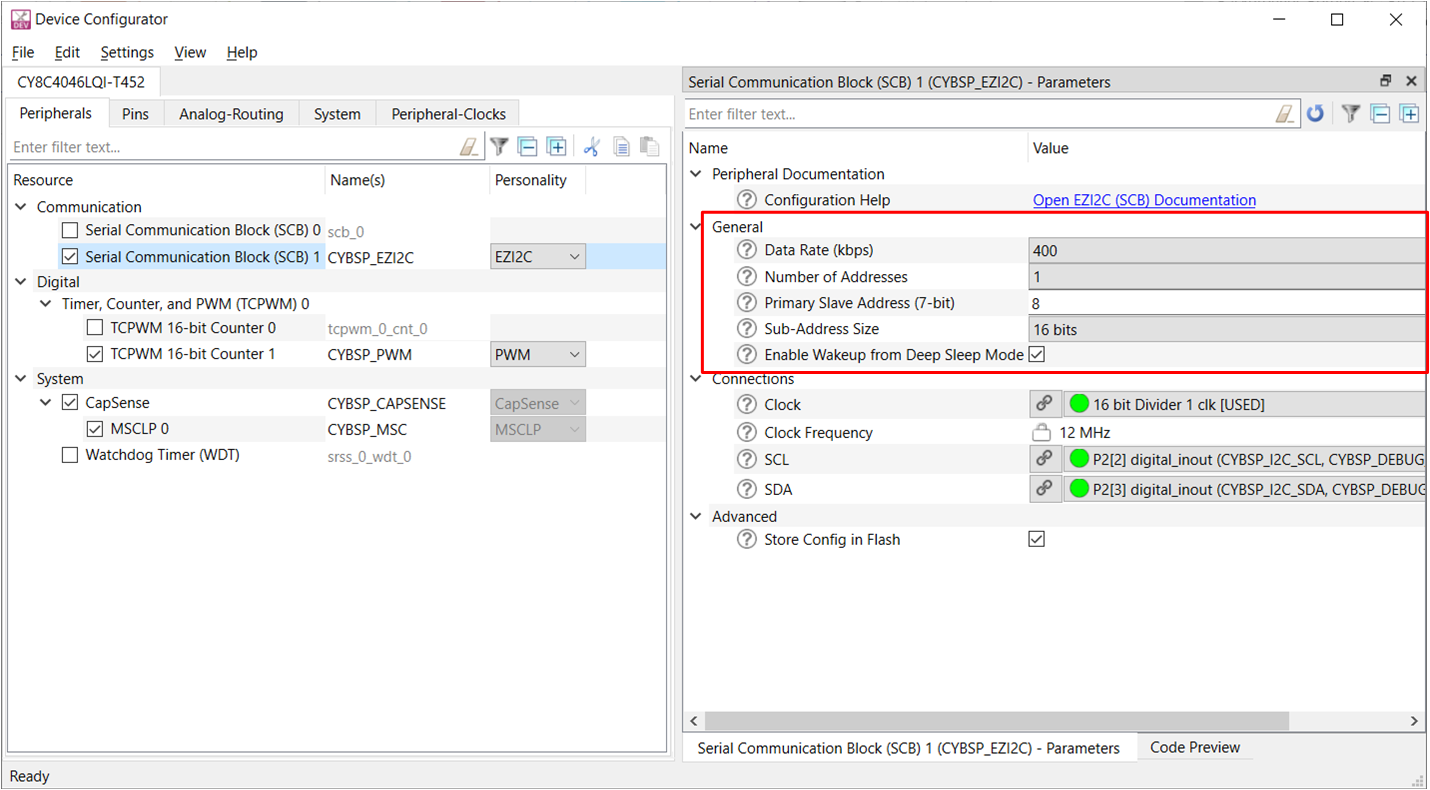 Device Configurator
File Edit Settings View Help
CY8C4046LQI-T452
Peripherals Pins Analog-Routing System Peripheral-Clocks
Enter filter text...
Resource Name(s) Personality
Communication
Serial Communication Block (SCB) 0 scb_0
Serial Communication Block (SCB) 1 CYBSP_EZI2C EZI2C
Digital
Timer, Counter, and PWM (TCPWM) 0
TCPWM 16-bit Counter 0 tcpwm_0_cnt_0
TCPWM 16-bit Counter 1 CYBSP_PWM PWM
System
CapSense CYBSP_CAPSENSE CapSense
MSCLP 0 CYBSP_MSC MSCLP
Watchdog Timer (WDT) srss_0_wdt_0
Serial Communication Block (SCB) 1 (CYBSP_EZI2C) - Parameters
Enter filter text...
Name Value
Peripheral Documentation
Configuration Help Open EZI2C (SCB) Documentation
General
Data Rate (kbps) 400
Number of Addresses 1
Primary Slave Address (7-bit) 8
Sub-Address Size 16 bits
Enable Wakeup from Deep Sleep Mode
Connections
Clock 16 bit Divider 1 clk [USED]
Clock Frequency 12 MHz
SCL P2[2] digital_inout (CYBSP_I2C_SCL, CYBSP_DEBUG
SDA P2[3] digital_inout (CYBSP_I2C_SDA, CYBSP_DEBUG
Advanced
Store Config in Flash
Serial Communication Block (SCB) 1 (CYBSP_EZI2C) - Parameters Code Preview
Ready